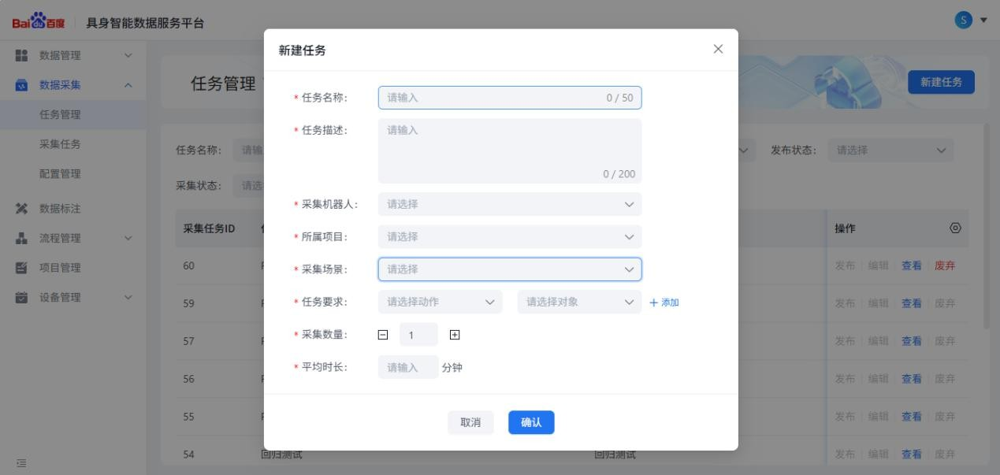 Bai du 百度 具身智能数据服务平台 S
数据管理
数据采集
任务管理
采集任务
配置管理
数据标注
流程管理
项目管理
设备管理
任务管理
新建任务
任务名称: 请输
发布状态: 请选择
采集状态: 请选
采集任务ID
操作
60 发布 编辑 查看 废弃
59 发布 编辑 查看 废弃
57 发布 编辑 查看 废弃
56 发布 编辑 查看 废弃
55 发布 编辑 查看 废弃
54 回归测试 回归测试 发布 编辑 查看 废弃
新建任务
* 任务名称: 请输入 0 / 50
* 任务描述: 请输入
0 / 200
* 采集机器人: 请选择
* 所属项目: 请选择
* 采集场景: 请选择
* 任务要求: 请选择动作 请选择对象 + 添加
* 采集数量: 1
* 平均时长: 请输入 分钟
取消 确认